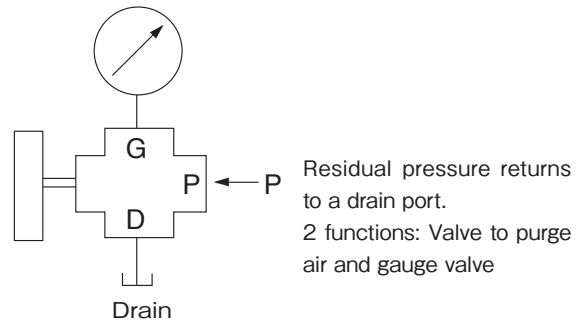 G
P
P
D
Residual pressure returns
to a drain port.
2 functions: Valve to purge
air and gauge valve
Drain